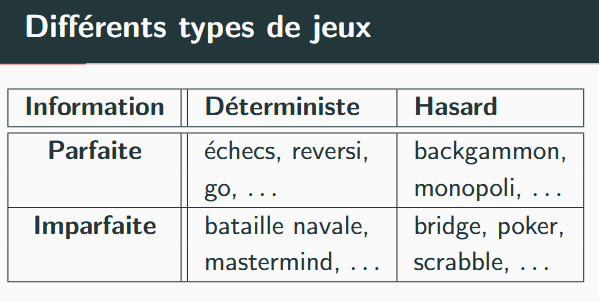 Différents types de jeux
Information Déterministe Hasard
Parfaite échecs, reversi, backgammon,
go, ... monopoli, ...
Imparfaite bataille navale, bridge, poker,
mastermind, ... scrabble, ...